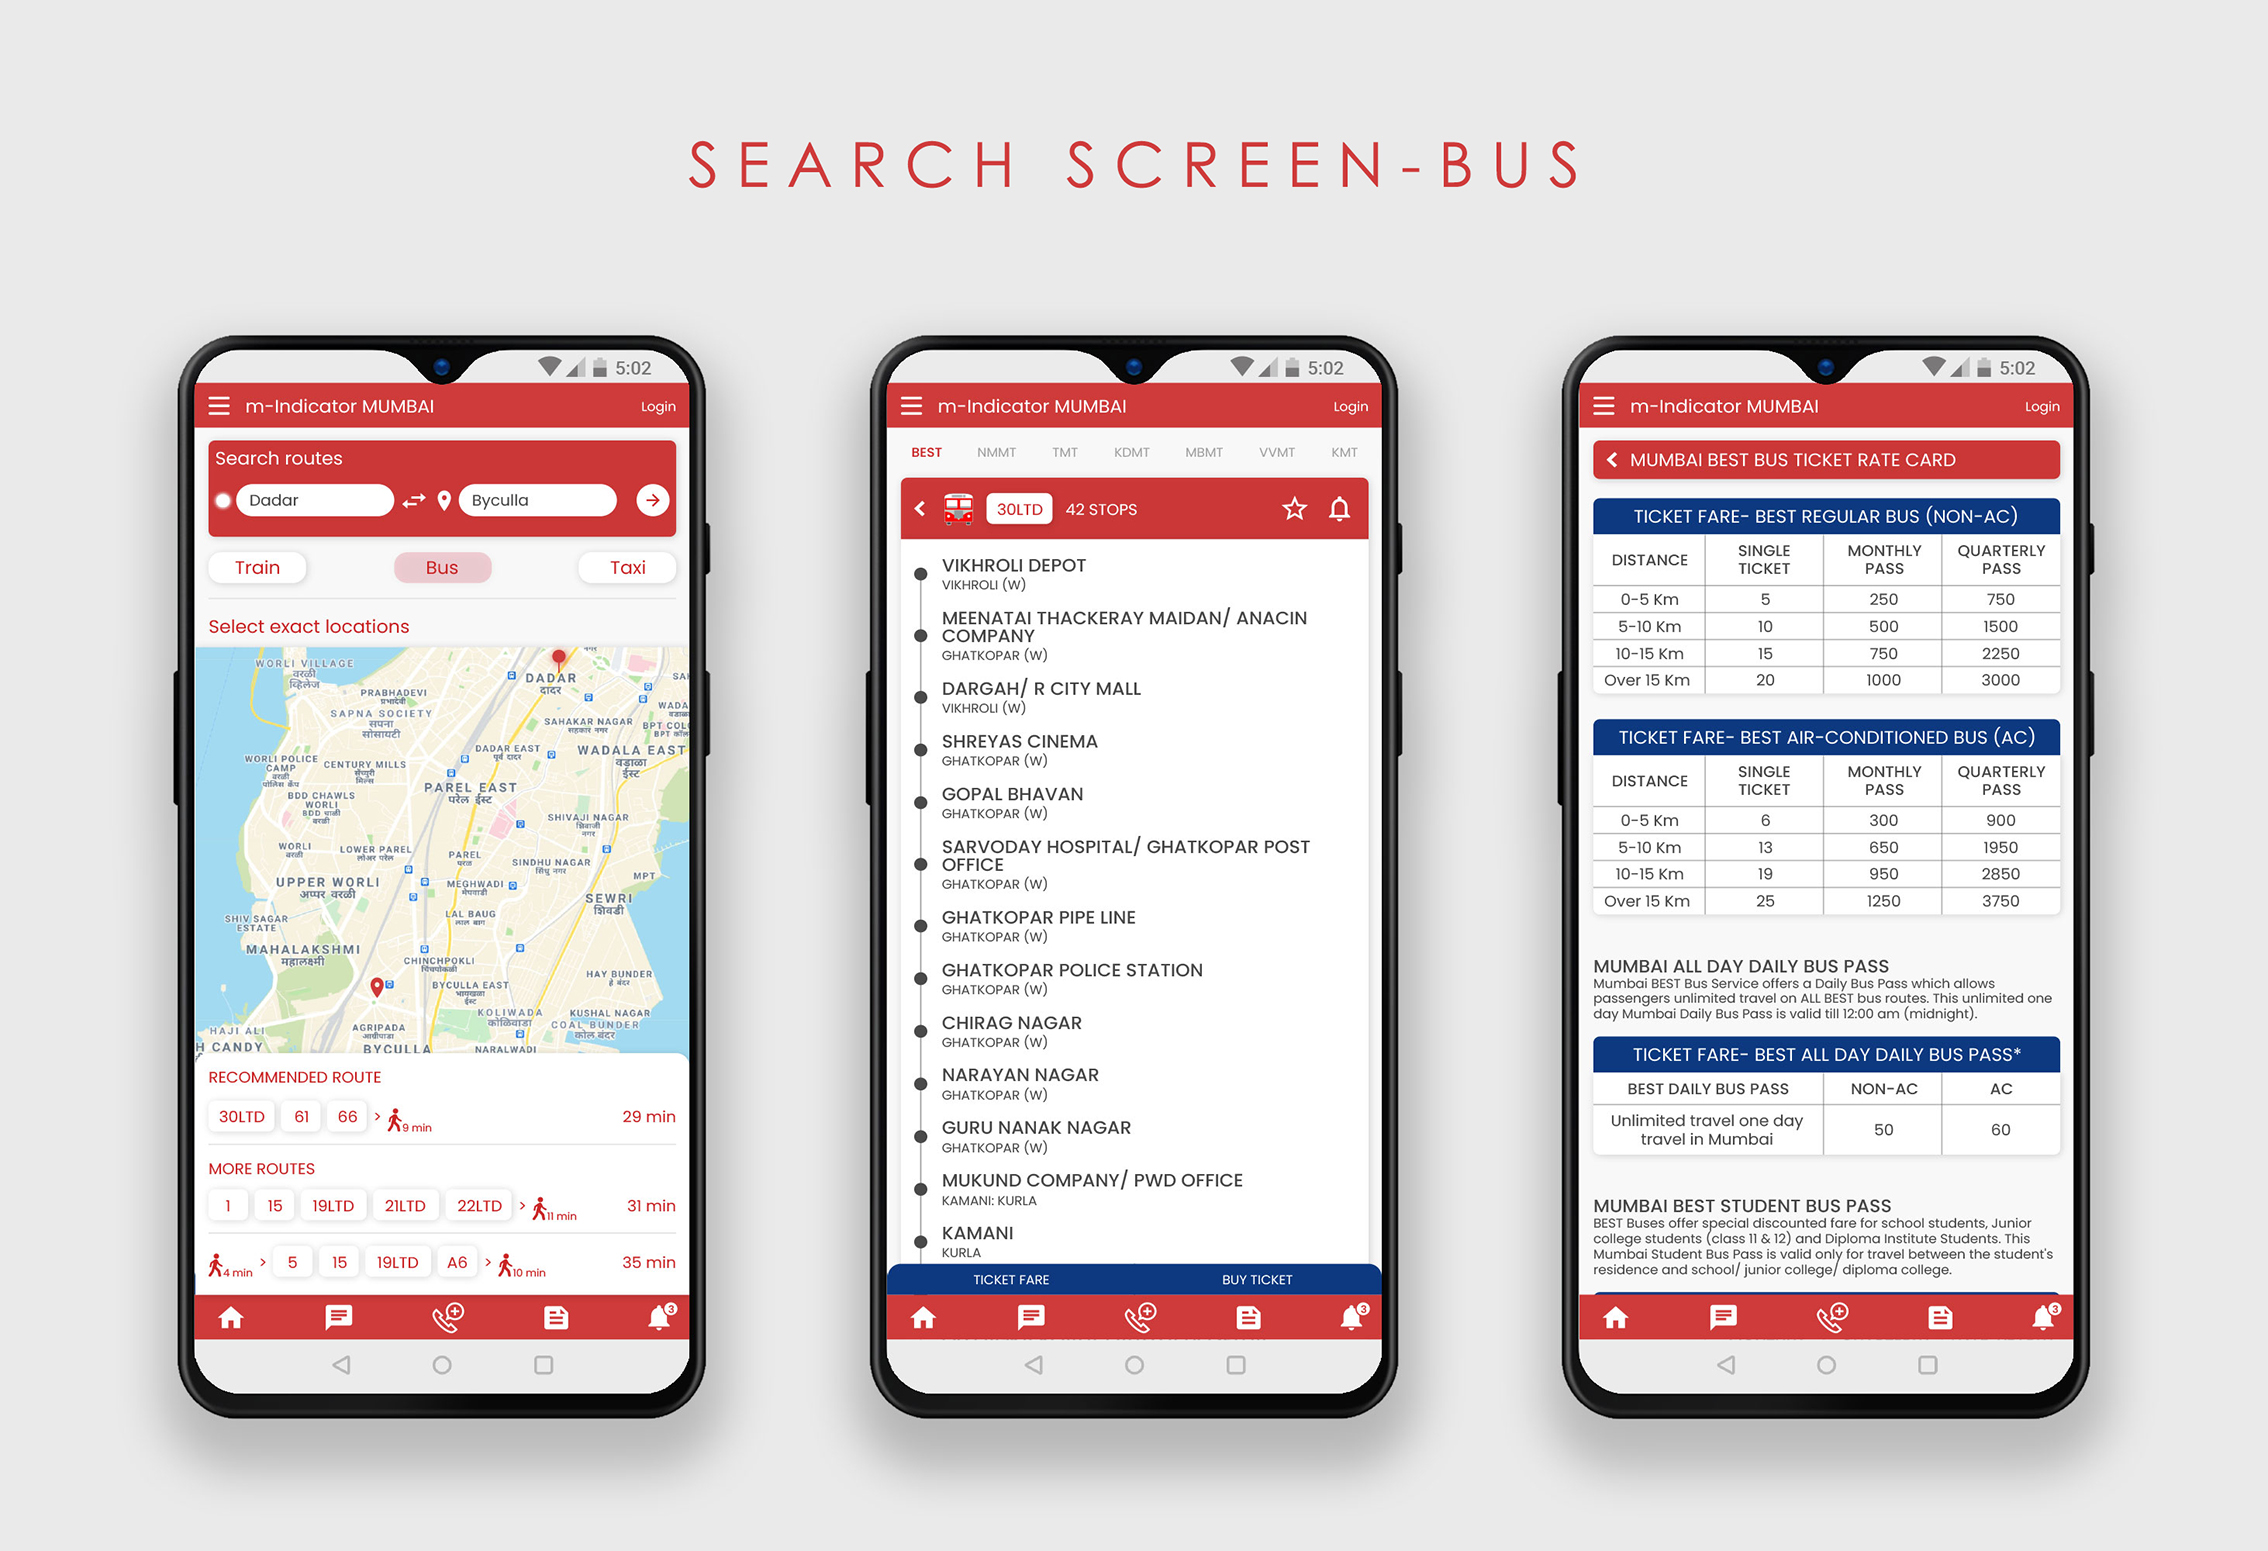 SEARCH SCREEN-BUS
5:02
m-Indicator MUMBAI
Login
Search routes
Dadar
Byculla
Train
Bus
Taxi
Select exact locations
WORLI VILLAGE
वरळी
व्हिलेज
DADAR
दादर
PRABHADEVI
प्रभादेवी
SAPNA SOCIETY
सपना
सोसायटी
SAHAKAR NAGAR
सहकार नगर
WADA
BPT COL
BPT कॉल
DADAR EAST
पूर्व दादर
WADALA EAST
वडाळा
ईस्ट
WORLI POLICE
CAMP
वरळी
पोलिस कँप
CENTURY MILLS
सेंच्युरी
मिल्स
PAREL EAST
परेल ईस्ट
BDD CHAWLS
WORLI
BDD चाळी
वरळी
SHIVAJI NAGAR
शिवाजी
नगर
WORLI
वरळी
LOWER PAREL
लोअर परेल
PAREL
परळ
SINDHU NAGAR
सिंधु नगर
UPPER WORLI
अप्पर वरळी
MEGHWADI
मेघवाडी
MPT
SEWRI
शिवडी
SHIV SAGAR
ESTATE
LAL BAUG
लाल बाग
MAHALAKSHMI
महालक्ष्मी
CHINCHPOKLI
चिंचपोकळी
HAY BUNDER
हे बंदर
BYCULLA EAST
भायखळा
ईस्ट
KOLIWADA
कोळिवाडा
KUSHAL NAGAR
COAL BUNDER
कोल बंदर
HAJI ALI
हाजी अली
AGRIPADA
आग्रीपाडा
H CANDY
BYCULLA
NARALWADI
RECOMMENDED ROUTE
30LTD 61 66 > 9 min 29 min
MORE ROUTES
1 15 19LTD 21LTD 22LTD > 11 min 31 min
4 min > 5 15 19LTD A6 > 10 min 35 min
3
5:02
m-Indicator MUMBAI
Login
BEST NMMT TMT KDMT MBMT VVMT KMT
30LTD 42 STOPS
VIKHROLI DEPOT
VIKHROLI (W)
MEENATAI THACKERAY MAIDAN/ ANACIN
COMPANY
GHATKOPAR (W)
DARGAH/ R CITY MALL
VIKHROLI (W)
SHREYAS CINEMA
GHATKOPAR (W)
GOPAL BHAVAN
GHATKOPAR (W)
SARVODAY HOSPITAL/ GHATKOPAR POST
OFFICE
GHATKOPAR (W)
GHATKOPAR PIPE LINE
GHATKOPAR (W)
GHATKOPAR POLICE STATION
GHATKOPAR (W)
CHIRAG NAGAR
GHATKOPAR (W)
NARAYAN NAGAR
GHATKOPAR (W)
GURU NANAK NAGAR
GHATKOPAR (W)
MUKUND COMPANY/ PWD OFFICE
KAMANI: KURLA
KAMANI
KURLA
TICKET FARE
BUY TICKET
3
5:02
m-Indicator MUMBAI
Login
MUMBAI BEST BUS TICKET RATE CARD
TICKET FARE- BEST REGULAR BUS (NON-AC)
DISTANCE SINGLE TICKET MONTHLY PASS QUARTERLY PASS
0-5 Km 5 250 750
5-10 Km 10 500 1500
10-15 Km 15 750 2250
Over 15 Km 20 1000 3000
TICKET FARE- BEST AIR-CONDITIONED BUS (AC)
DISTANCE SINGLE TICKET MONTHLY PASS QUARTERLY PASS
0-5 Km 6 300 900
5-10 Km 13 650 1950
10-15 Km 19 950 2850
Over 15 Km 25 1250 3750
MUMBAI ALL DAY DAILY BUS PASS
Mumbai BEST Bus Service offers a Daily Bus Pass which allows
passengers unlimited travel on ALL BEST bus routes. This unlimited one
day Mumbai Daily Bus Pass is valid till 12:00 am (midnight).
TICKET FARE- BEST ALL DAY DAILY BUS PASS*
BEST DAILY BUS PASS NON-AC AC
Unlimited travel one day
travel in Mumbai 50 60
MUMBAI BEST STUDENT BUS PASS
BEST Buses offer special discounted fare for school students, Junior
college students (class 11 & 12) and Diploma Institute Students. This
Mumbai Student Bus Pass is valid only for travel between the student's
residence and school/ junior college/ diploma college.
3